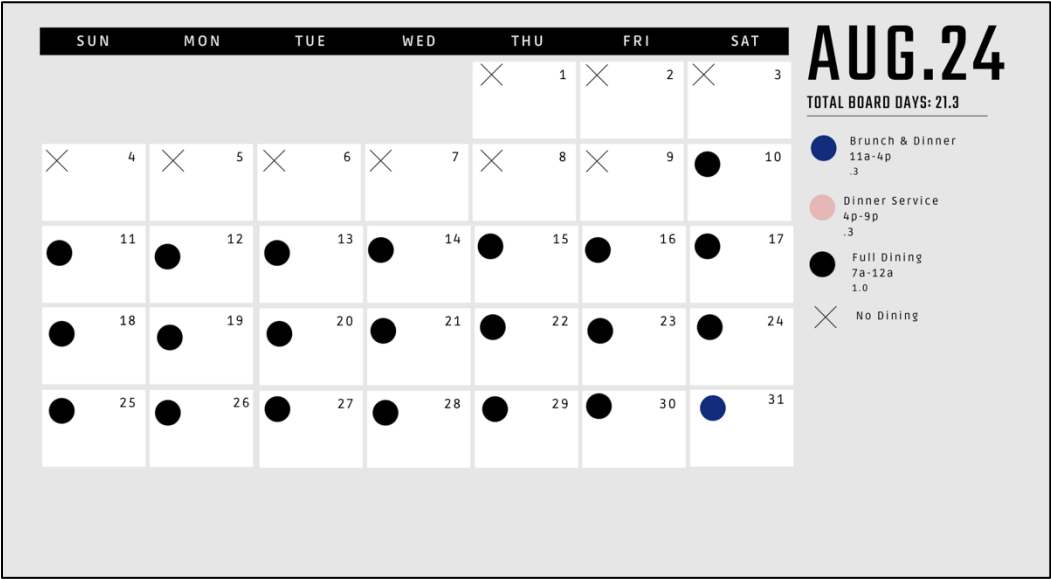 SUN MON TUE WED THU FRI SAT
1 2 3
4 5 6 7 8 9 10
11 12 13 14 15 16 17
18 19 20 21 22 23 24
25 26 27 28 29 30 31
AUG.24
TOTAL BOARD DAYS: 21.3
Brunch & Dinner
11a-4p
.3
Dinner Service
4p-9p
.3
Full Dining
7a-12a
1.0
No Dining